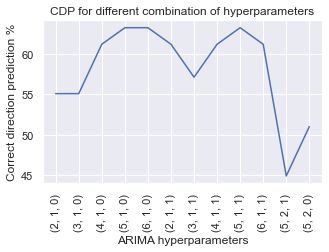 CDP for different combination of hyperparameters
Correct direction prediction %
60
55
50
45
(2, 1, 0)
(3, 1, 0)
(4, 1, 0)
(5, 1, 0)
(6, 1, 0)
(2, 1, 1)
(3, 1, 1)
(4, 1, 1)
(5, 1, 1)
(6, 1, 1)
(5, 2, 1)
(5, 2, 0)
ARIMA hyperparameters